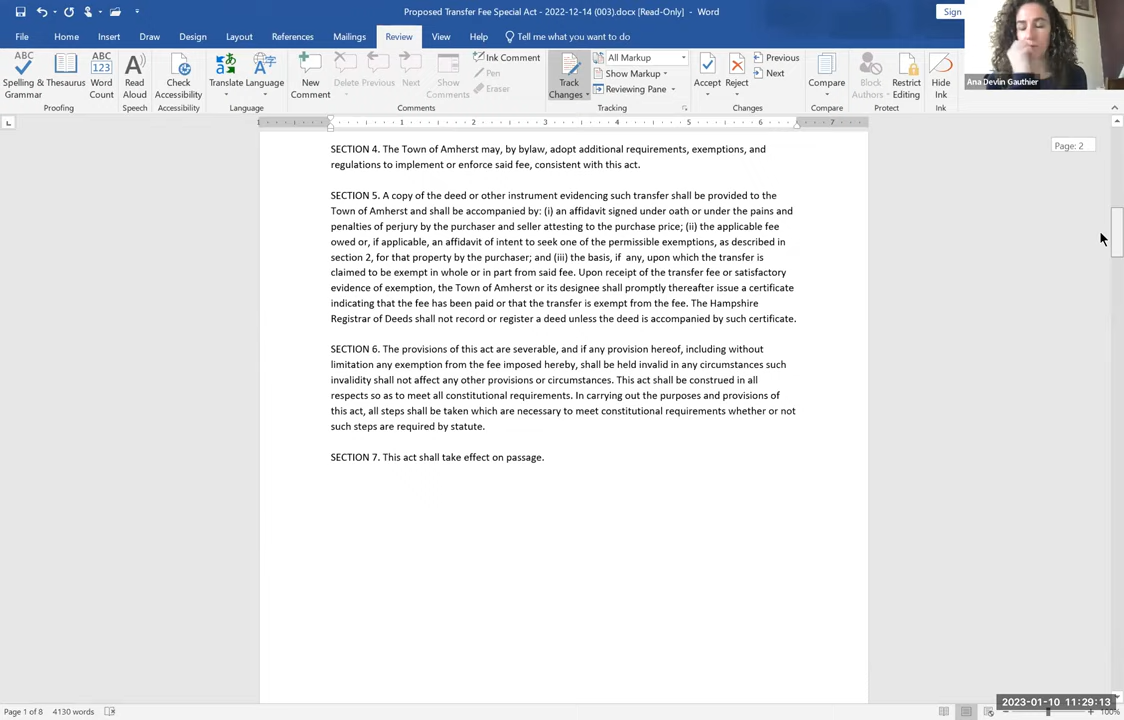 Proposed Transfer Fee Special Act - 2022-12-14 (003).docx [Read-Only] - Word
Sign
File Home Insert Draw Design Layout References Mailings Review View Help Tell me what you want to do
Ana Devlin Gauthier
ABC Spelling & Grammar
Thesaurus
ABC 123 Word Count
Read Aloud
Check Accessibility
Translate
Language
New Comment
Delete
Previous
Next
Show Comments
Ink Comment
Pen
Eraser
Track Changes
All Markup
Show Markup
Reviewing Pane
Accept
Reject
Previous
Next
Compare
Block Authors
Restrict Editing
Hide Ink
Proofing Speech Accessibility Language Comments Tracking Changes Compare Protect Ink
1 1 2 3 4 5 6 7
Page: 2
SECTION 4. The Town of Amherst may, by bylaw, adopt additional requirements, exemptions, and
regulations to implement or enforce said fee, consistent with this act.
SECTION 5. A copy of the deed or other instrument evidencing such transfer shall be provided to the
Town of Amherst and shall be accompanied by: (i) an affidavit signed under oath or under the pains and
penalties of perjury by the purchaser and seller attesting to the purchase price; (ii) the applicable fee
owed or, if applicable, an affidavit of intent to seek one of the permissible exemptions, as described in
section 2, for that property by the purchaser; and (iii) the basis, if any, upon which the transfer is
claimed to be exempt in whole or in part from said fee. Upon receipt of the transfer fee or satisfactory
evidence of exemption, the Town of Amherst or its designee shall promptly thereafter issue a certificate
indicating that the fee has been paid or that the transfer is exempt from the fee. The Hampshire
Registrar of Deeds shall not record or register a deed unless the deed is accompanied by such certificate.
SECTION 6. The provisions of this act are severable, and if any provision hereof, including without
limitation any exemption from the fee imposed hereby, shall be held invalid in any circumstances such
invalidity shall not affect any other provisions or circumstances. This act shall be construed in all
respects so as to meet all constitutional requirements. In carrying out the purposes and provisions of
this act, all steps shall be taken which are necessary to meet constitutional requirements whether or not
such steps are required by statute.
SECTION 7. This act shall take effect on passage.
Page 1 of 8 4130 words
2023-01-10 11:29:13
100%